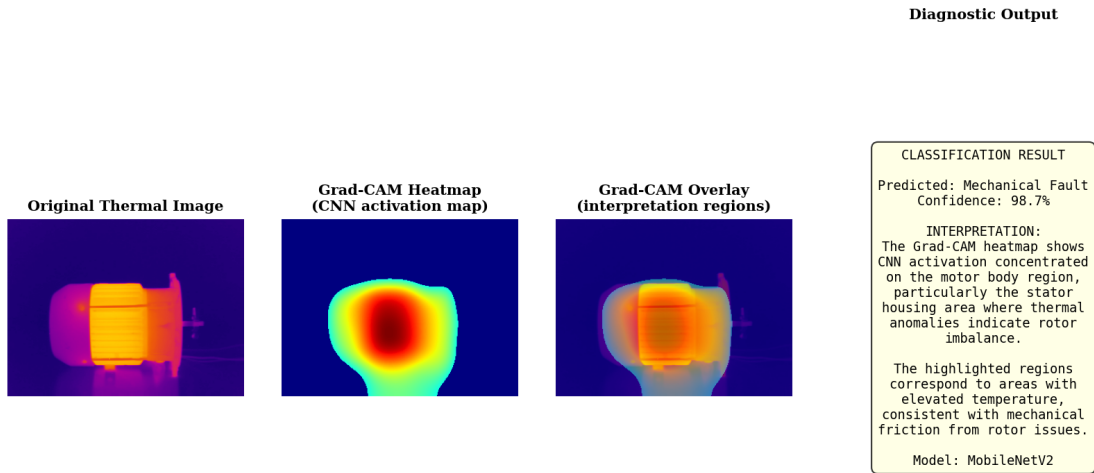 Diagnostic Output
Original Thermal Image
Grad-CAM Heatmap
(CNN activation map)
Grad-CAM Overlay
(interpretation regions)
CLASSIFICATION RESULT
Predicted: Mechanical Fault
Confidence: 98.7%
INTERPRETATION:
The Grad-CAM heatmap shows
CNN activation concentrated
on the motor body region,
particularly the stator
housing area where thermal
anomalies indicate rotor
imbalance.
The highlighted regions
correspond to areas with
elevated temperature,
consistent with mechanical
friction from rotor issues.
Model: MobileNetV2